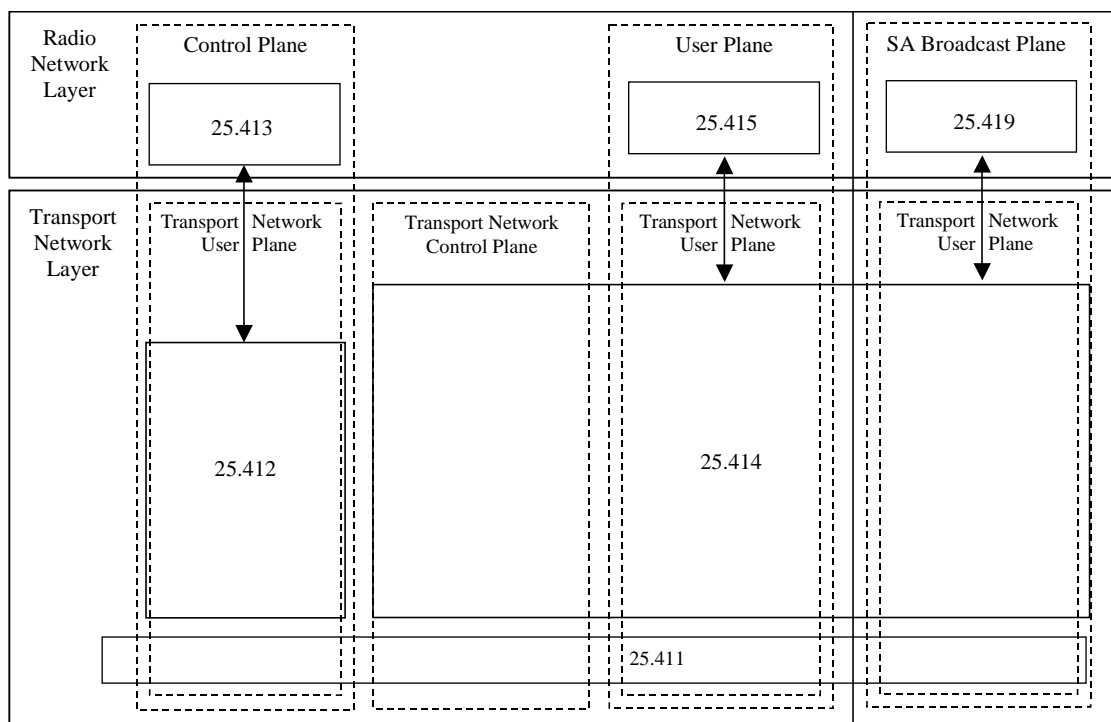 Radio
Network
Layer
Control Plane
User Plane
SA Broadcast Plane
25.413
25.415
25.419
Transport
Network
Layer
Transport Network
User Plane
Transport Network
Control Plane
Transport Network
User Plane
Transport Network
User Plane
25.412
25.414
25.411